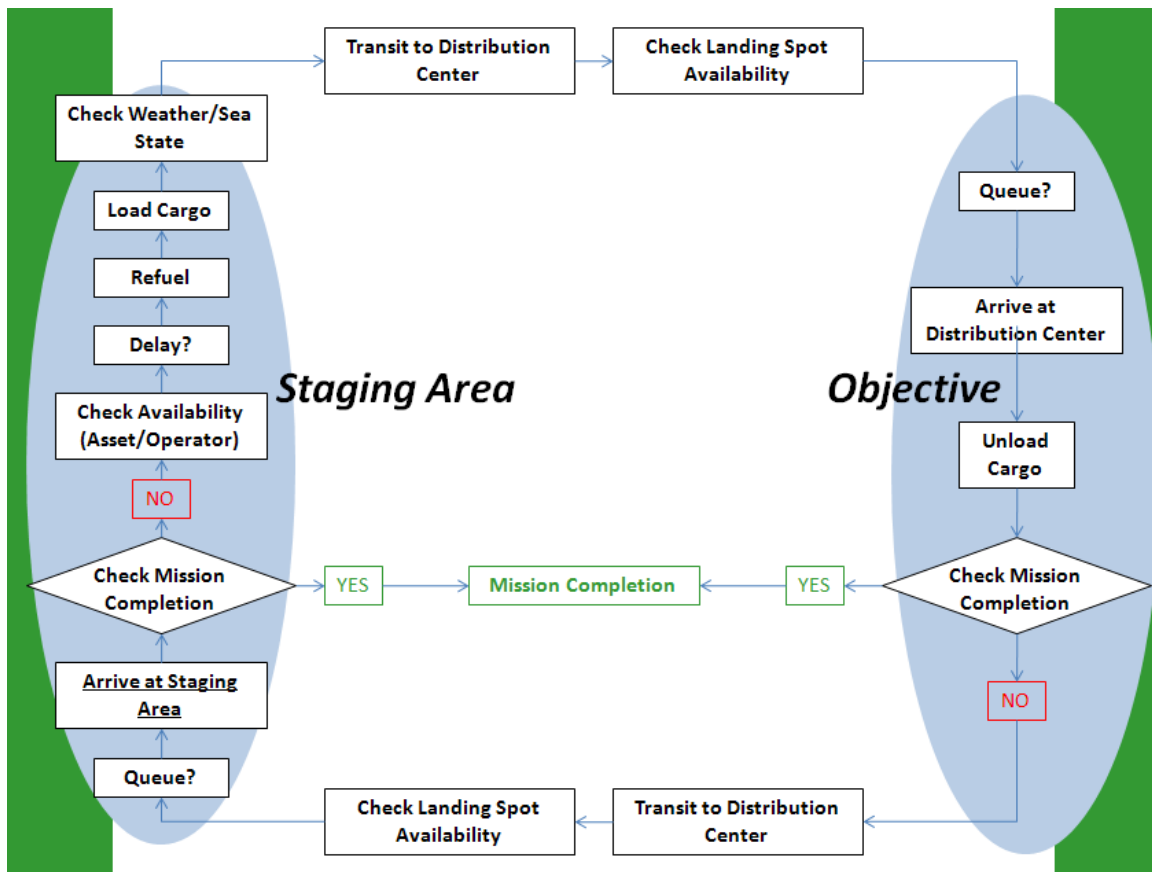 Transit to Distribution
Center
Check Landing Spot
Availability
Check Weather/Sea
State
Load Cargo
Refuel
Delay?
Check Availability
(Asset/Operator)
NO
Check Mission
Completion
YES
Mission Completion
Arrive at Staging
Area
Queue?
Staging Area
Objective
Queue?
Arrive at
Distribution Center
Unload
Cargo
Check Mission
Completion
YES
NO
Transit to Distribution
Center
Check Landing Spot
Availability